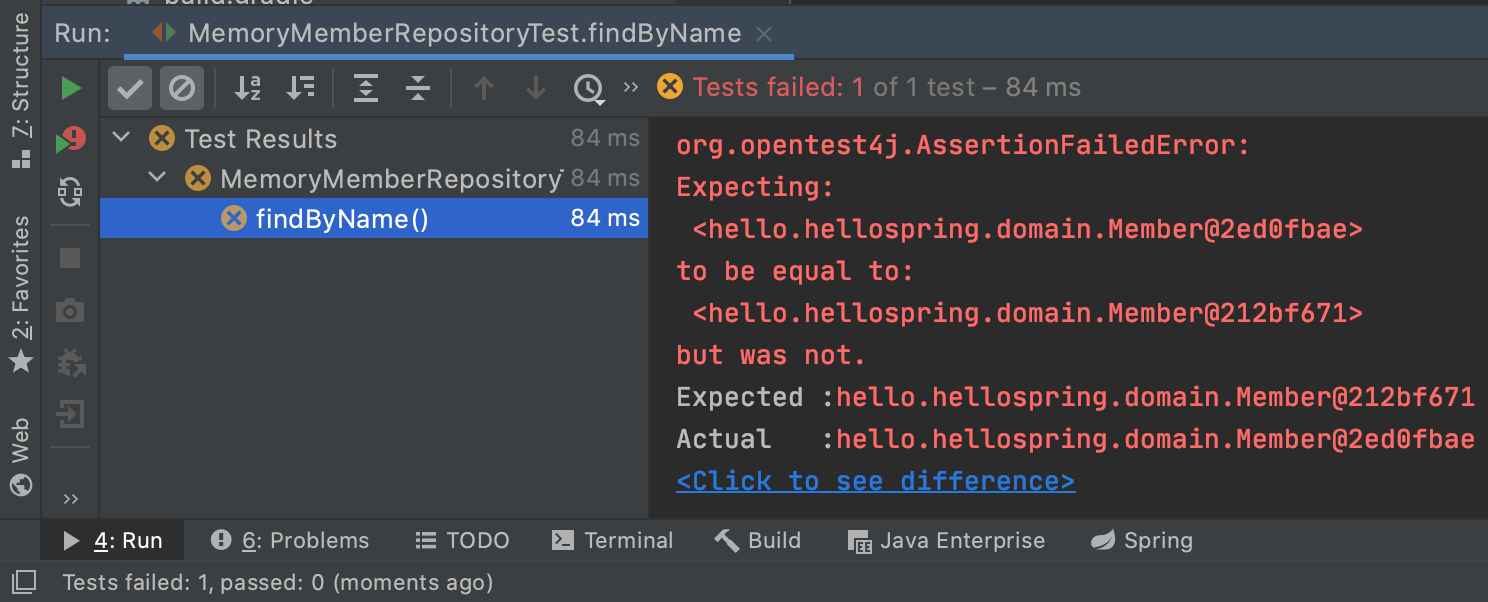 build.gradle
Run: MemoryMemberRepositoryTest.findByName
Tests failed: 1 of 1 test – 84 ms
Test Results 84 ms
MemoryMemberRepository 84 ms
findByName() 84 ms
org.opentest4j.AssertionFailedError:
Expecting:
<hello.hellospring.domain.Member@2ed0fbae>
to be equal to:
<hello.hellospring.domain.Member@212bf671>
but was not.
Expected :hello.hellospring.domain.Member@212bf671
Actual :hello.hellospring.domain.Member@2ed0fbae
<Click to see difference>
7: Structure
2: Favorites
Web
4: Run
6: Problems
TODO
Terminal
Build
Java Enterprise
Spring
Tests failed: 1, passed: 0 (moments ago)